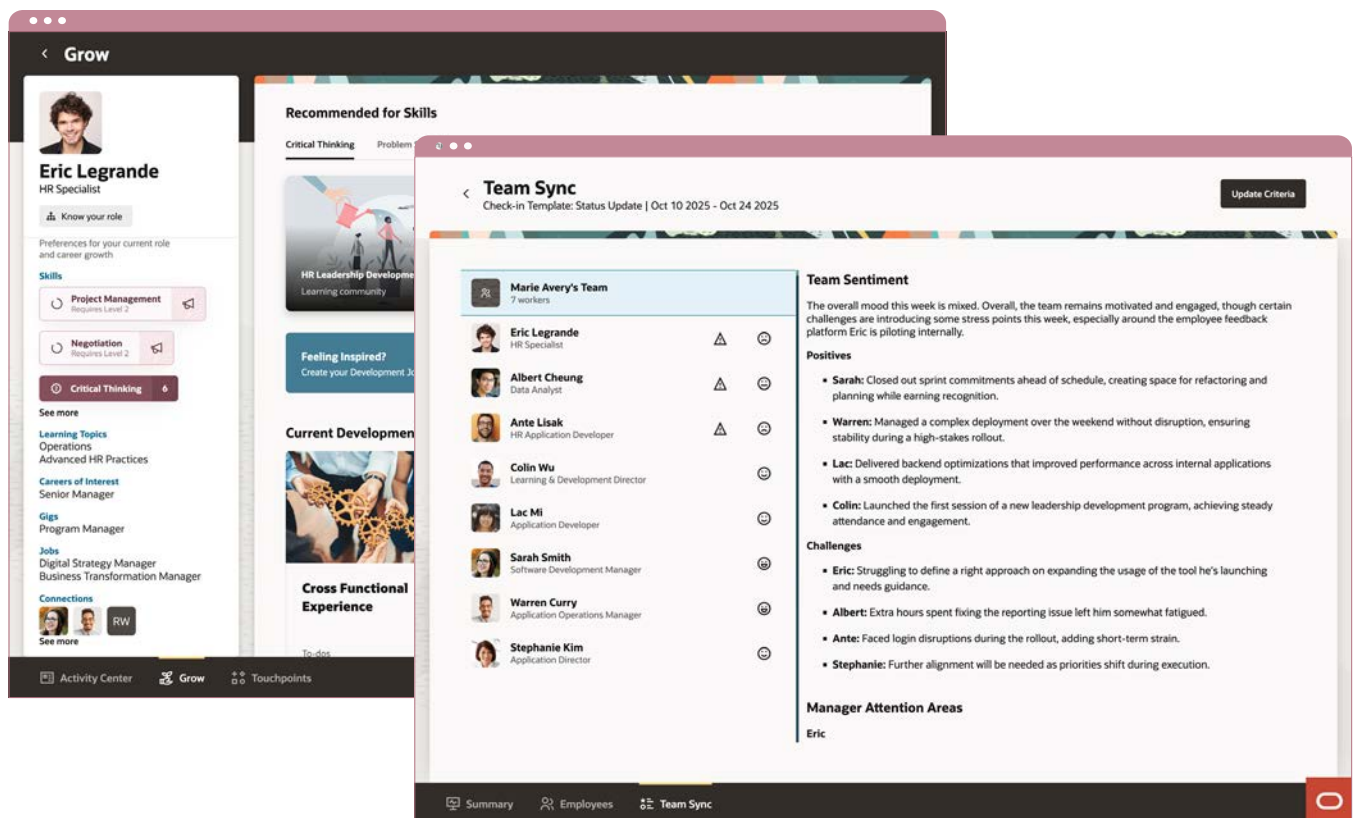 Grow
Eric Legrande
HR Specialist
Know your role
Preferences for your current role
and career growth
Skills
Project Management
Requires Level 2
Negotiation
Requires Level 2
Critical Thinking 6
See more
Learning Topics
Operations
Advanced HR Practices
Careers of Interest
Senior Manager
Gigs
Program Manager
Jobs
Digital Strategy Manager
Business Transformation Manager
Connections
RW
See more
Recommended for Skills
Critical Thinking Problem
HR Leadership Developme
Learning community
Feeling Inspired?
Create your Development Jo
Current Developmen
Cross Functional
Experience
To-dos
Activity Center Grow Touchpoints
Team Sync
Check-in Template: Status Update | Oct 10 2025 - Oct 24 2025
Update Criteria
Marie Avery's Team
7 workers
Eric Legrande
HR Specialist
Albert Cheung
Data Analyst
Ante Lisak
HR Application Developer
Colin Wu
Learning & Development Director
Lac Mi
Application Developer
Sarah Smith
Software Development Manager
Warren Curry
Application Operations Manager
Stephanie Kim
Application Director
Team Sentiment
The overall mood this week is mixed. Overall, the team remains motivated and engaged, though certain
challenges are introducing some stress points this week, especially around the employee feedback
platform Eric is piloting internally.
Positives
▪ Sarah: Closed out sprint commitments ahead of schedule, creating space for refactoring and
planning while earning recognition.
▪ Warren: Managed a complex deployment over the weekend without disruption, ensuring
stability during a high-stakes rollout.
▪ Lac: Delivered backend optimizations that improved performance across internal applications
with a smooth deployment.
▪ Colin: Launched the first session of a new leadership development program, achieving steady
attendance and engagement.
Challenges
▪ Eric: Struggling to define a right approach on expanding the usage of the tool he's launching
and needs guidance.
▪ Albert: Extra hours spent fixing the reporting issue left him somewhat fatigued.
▪ Ante: Faced login disruptions during the rollout, adding short-term strain.
▪ Stephanie: Further alignment will be needed as priorities shift during execution.
Manager Attention Areas
Eric
Summary Employees Team Sync